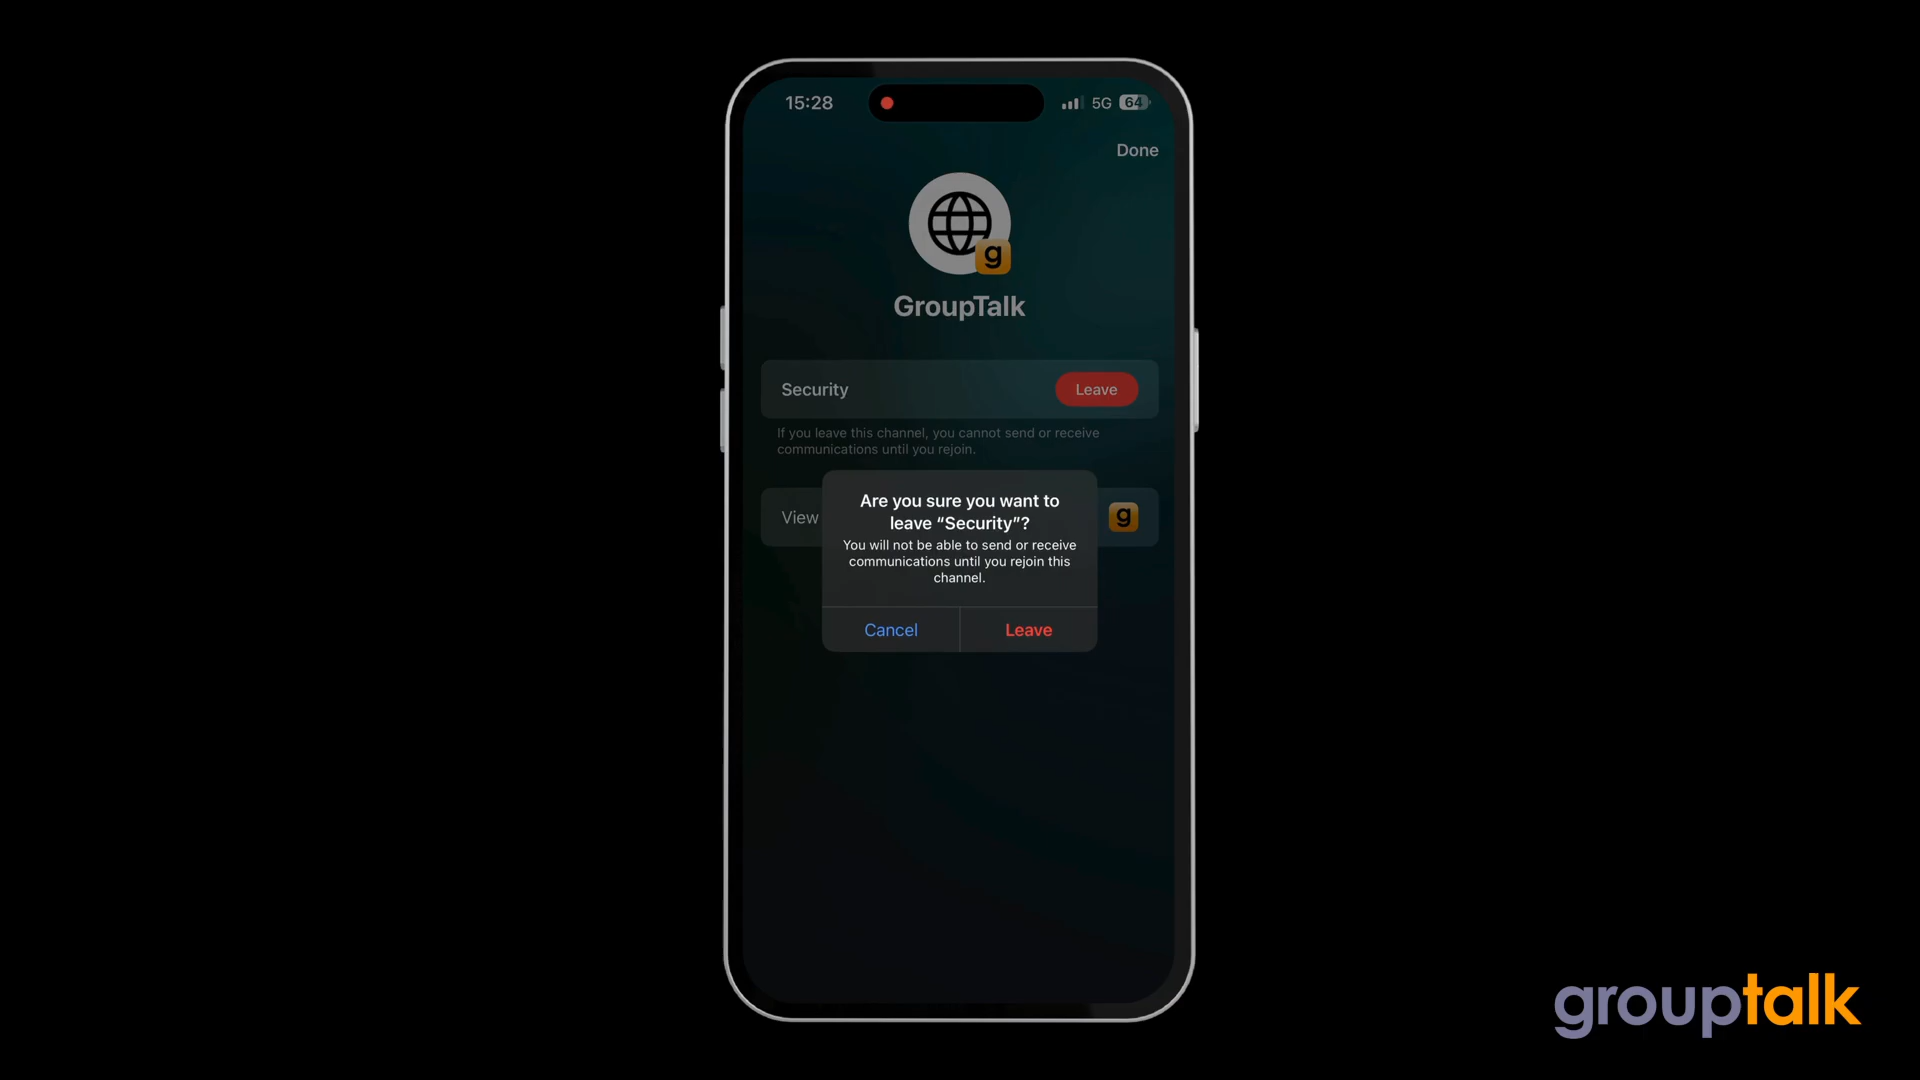 15:28
5G
64
Done
g
GroupTalk
Security
Leave
If you leave this channel, you cannot send or receive
communications until you rejoin.
View
g
Are you sure you want to
leave “Security”?
You will not be able to send or receive
communications until you rejoin this
channel.
Cancel
Leave
grouptalk